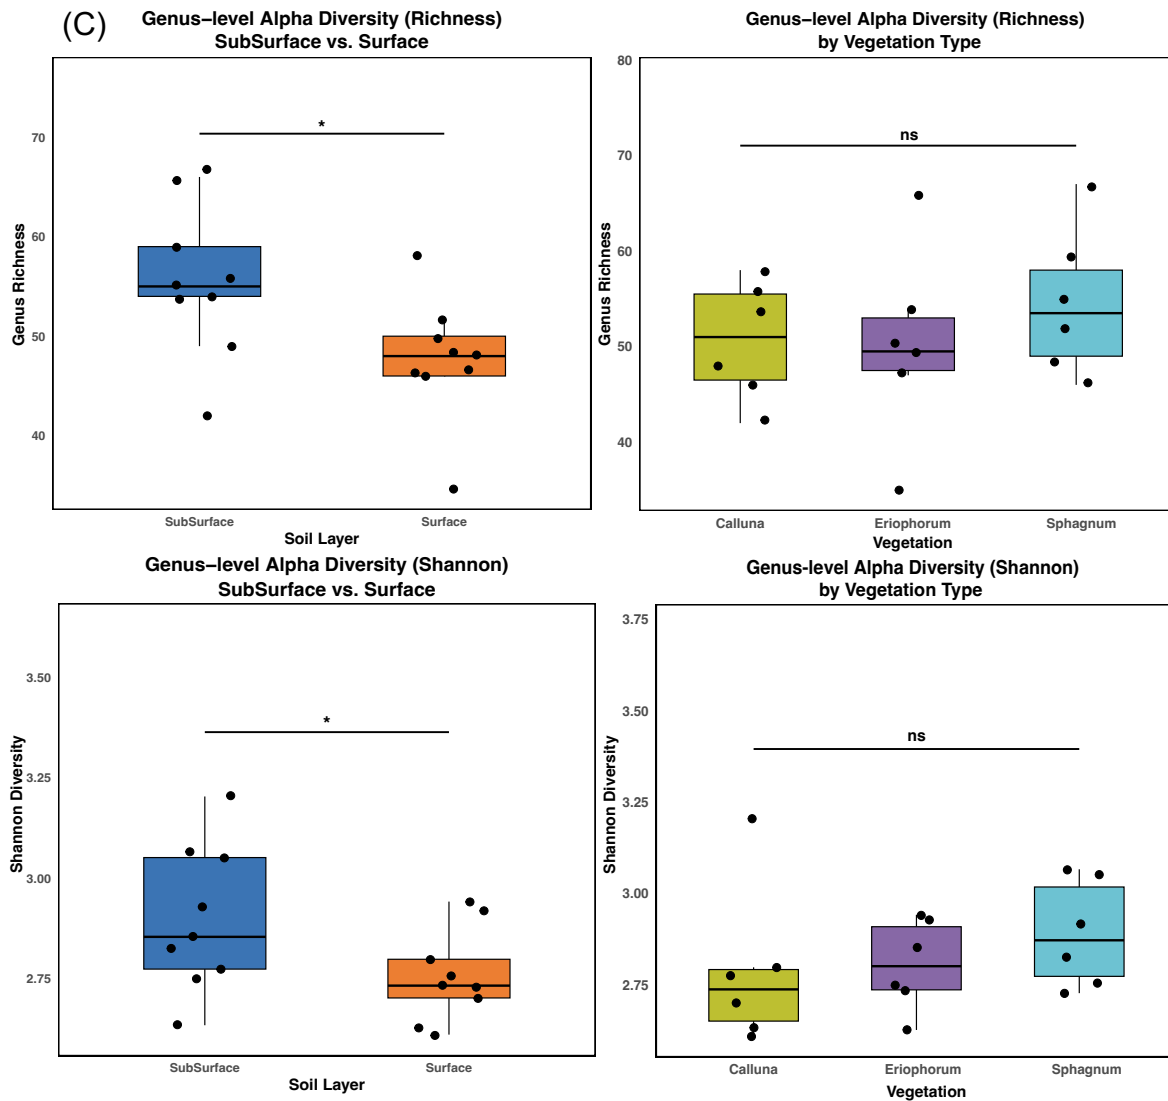 (C)
Genus−level Alpha Diversity (Richness)
SubSurface vs. Surface
Genus Richness
70
60
50
40
*
SubSurface
Surface
Soil Layer
Genus−level Alpha Diversity (Richness)
by Vegetation Type
Genus Richness
80
70
60
50
40
ns
Calluna
Eriophorum
Sphagnum
Vegetation
Genus−level Alpha Diversity (Shannon)
SubSurface vs. Surface
Shannon Diversity
3.50
3.25
3.00
2.75
*
SubSurface
Surface
Soil Layer
Genus-level Alpha Diversity (Shannon)
by Vegetation Type
Shannon Diversity
3.75
3.50
3.25
3.00
2.75
ns
Calluna
Eriophorum
Sphagnum
Vegetation